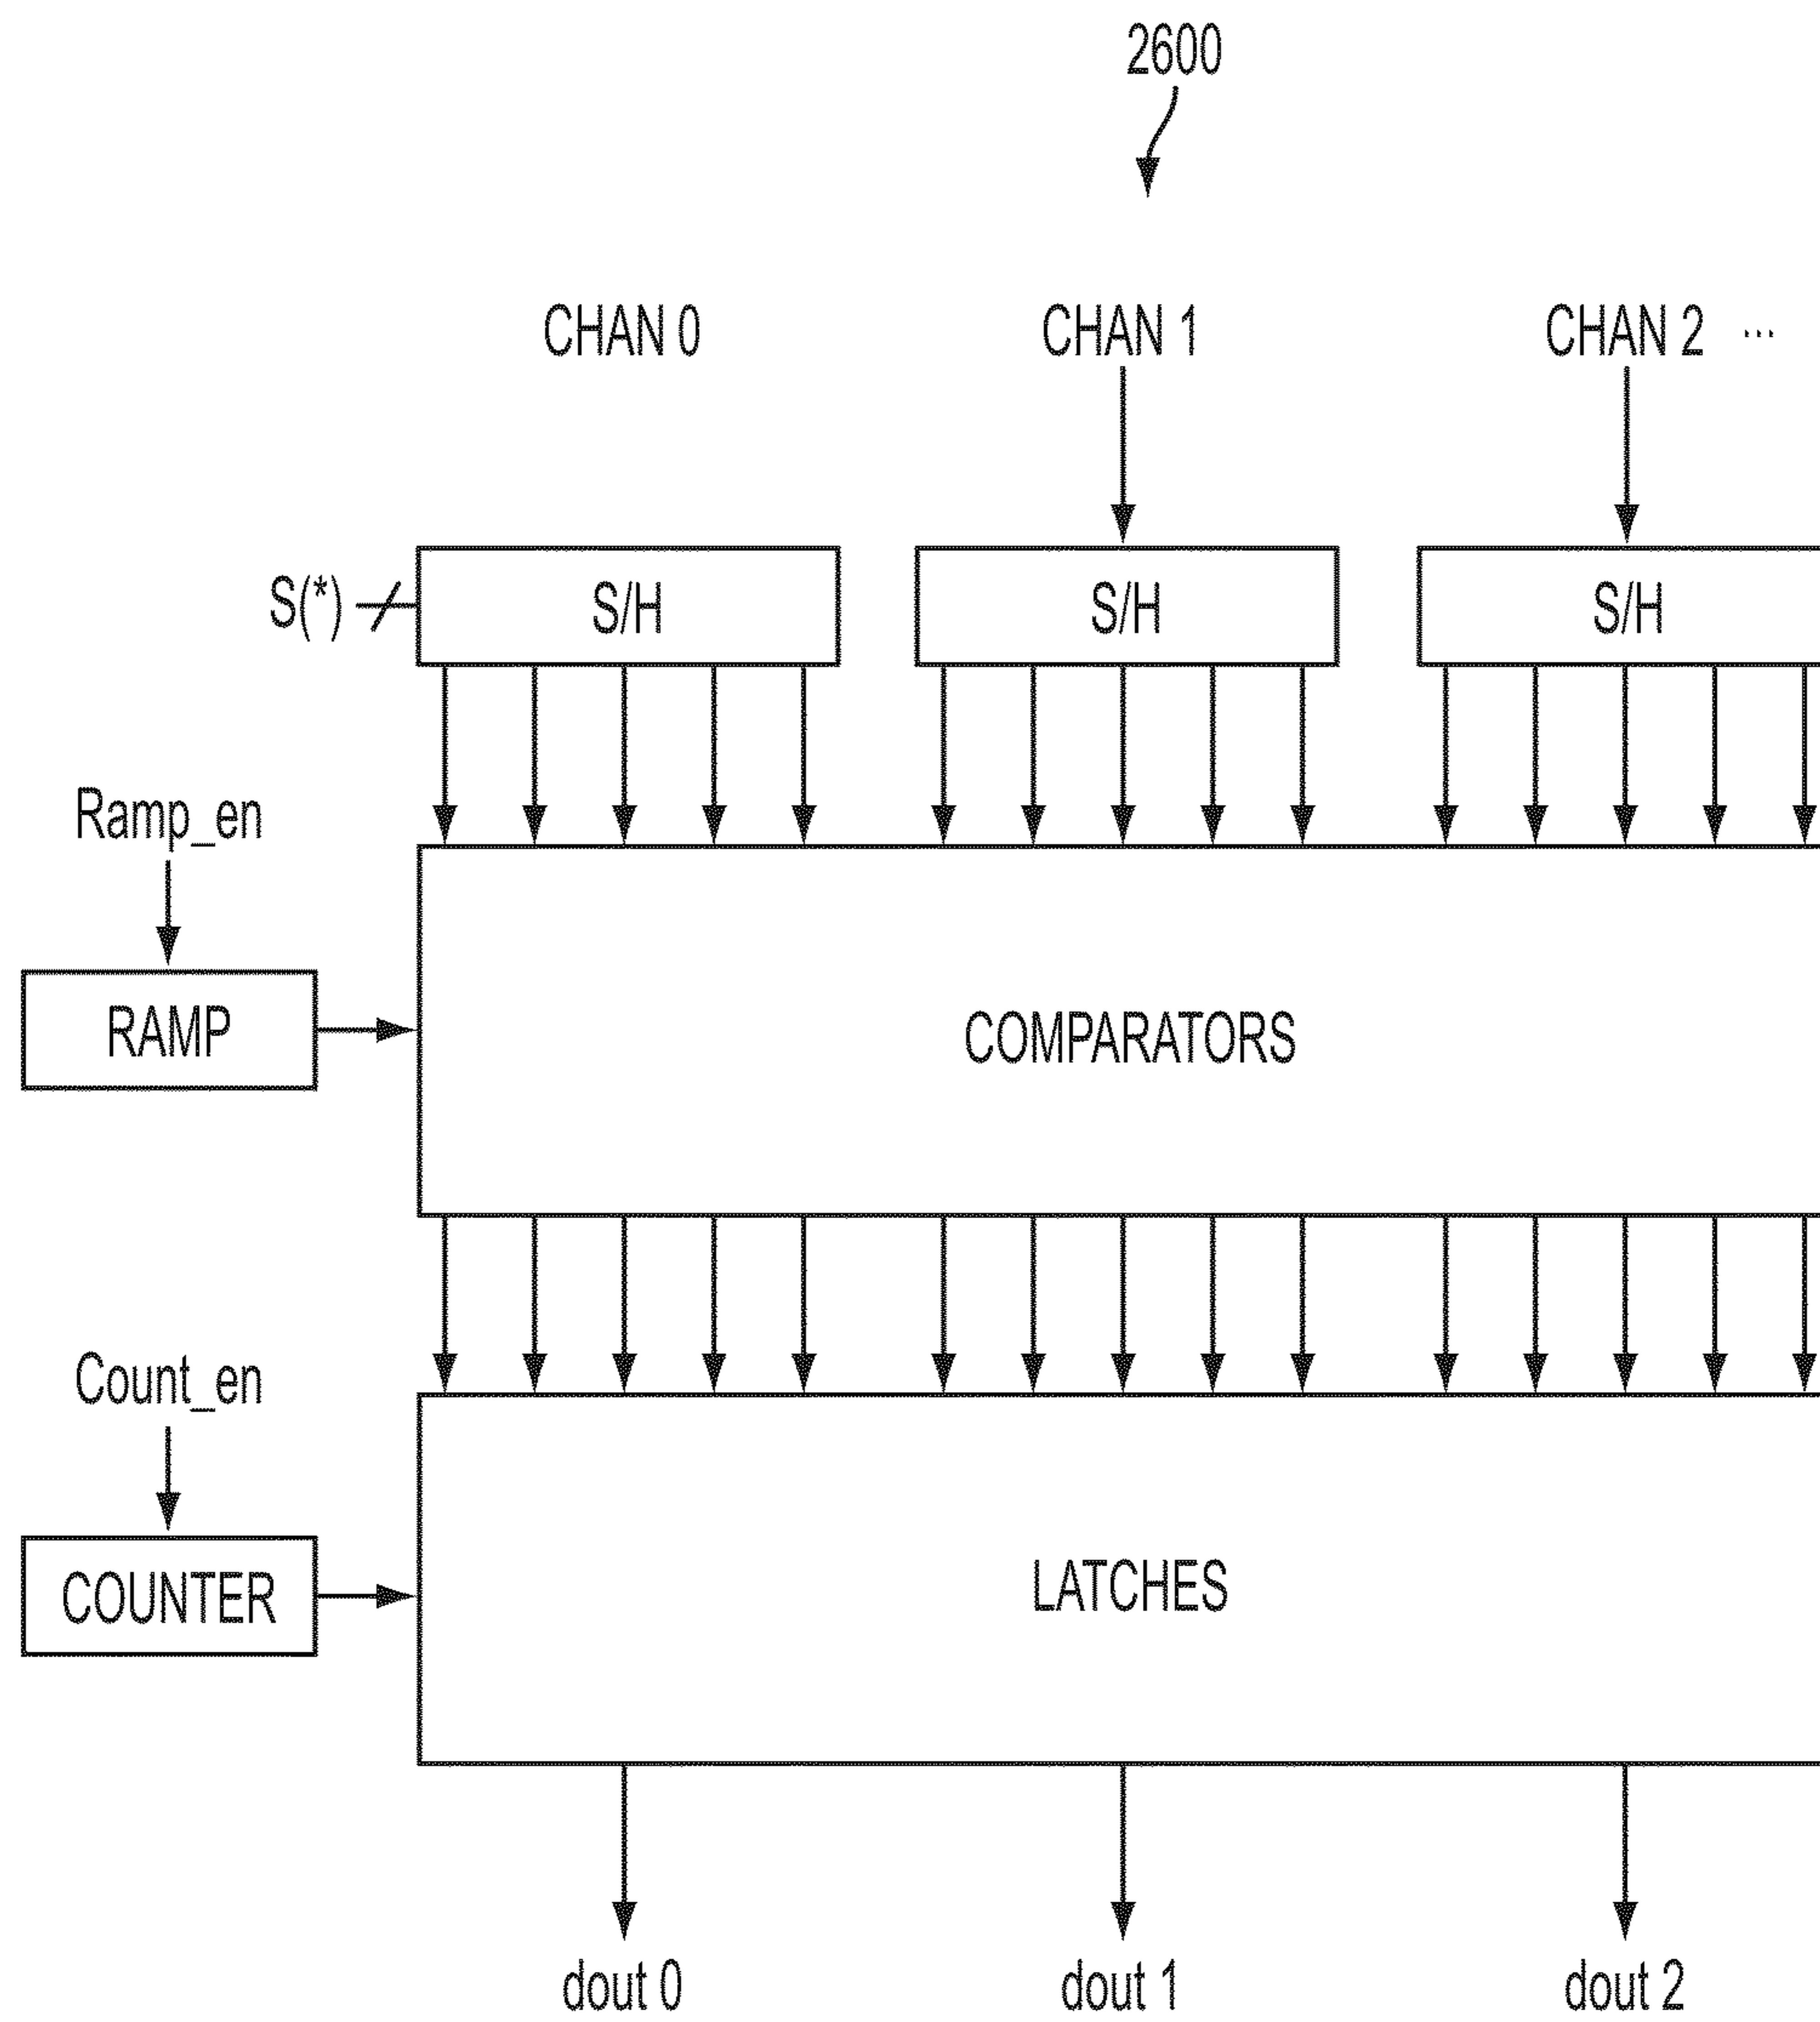 2600
CHAN 0
CHAN 1
CHAN 2 ...
S(*)
S/H
S/H
S/H
Ramp_en
RAMP
COMPARATORS
Count_en
COUNTER
LATCHES
dout 0
dout 1
dout 2